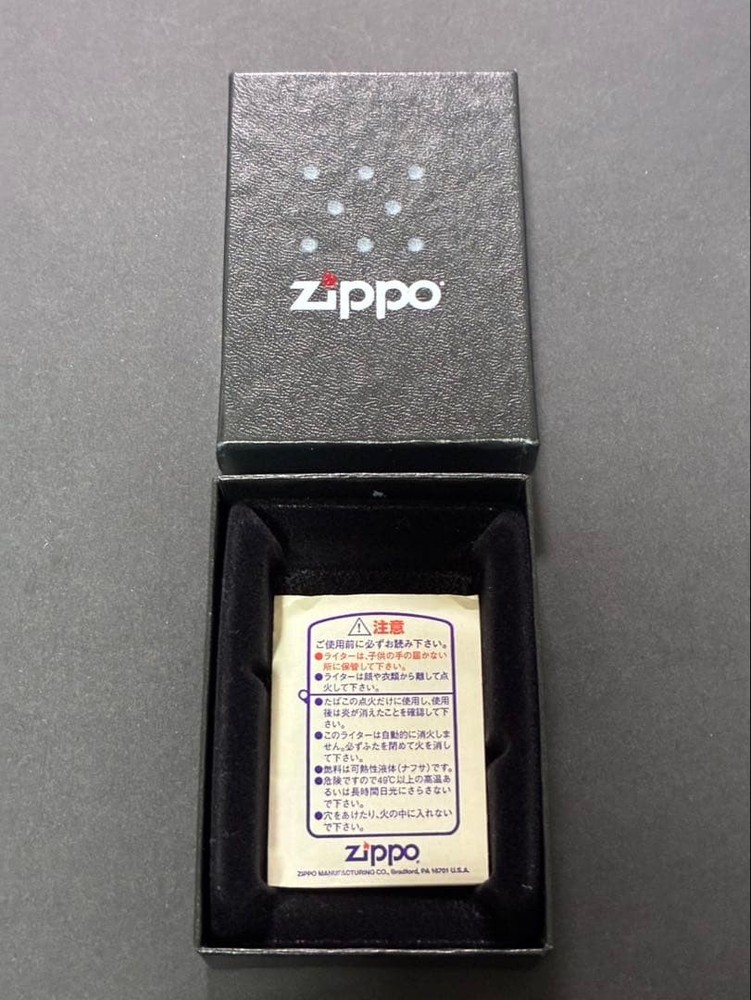 zippo
注意
ご使用前に必ずお読み下さい。
●ライターは、子供の手の届かない
所に保管して下さい。
●ライターは顔や衣類から離して点
火して下さい。
●たばこの点火だけに使用し、使用
後は炎が消えたことを確認して下
さい。
●このライターは自動的に消火しま
せん。必ずふたを閉めて火を消し
て下さい。
●燃料は可熱性液体(ナフサ)です。
●危険ですので49℃以上の高温あ
るいは長時間日光にさらさない
で下さい。
●穴をあけたり、火の中に入れない
で下さい。
zippo
ZIPPO MANUFACTURING CO., Bradford, PA 16701 U.S.A.